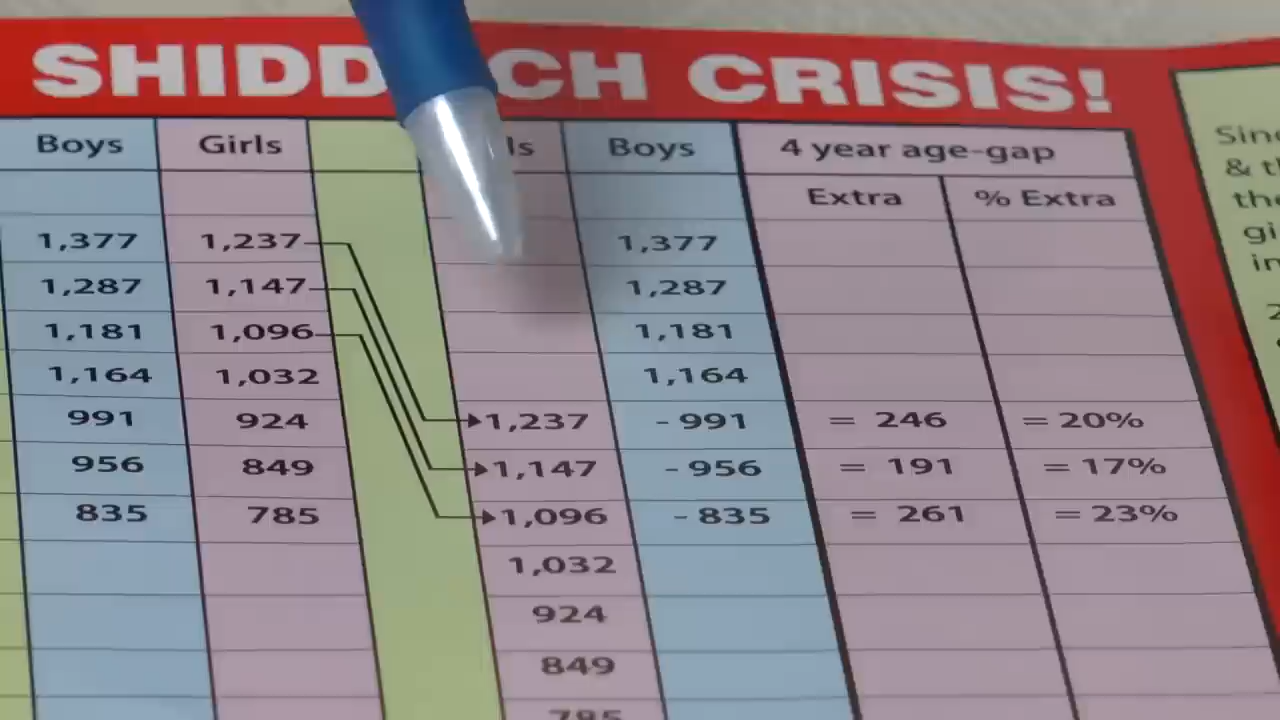 SHIDD CH CRISIS!
Boys Girls ls Boys 4 year age-gap
Extra % Extra
1,377 1,237 1,377
1,287 1,147 1,287
1,181 1,096 1,181
1,164 1,032 1,164
991 924 1,237 - 991 = 246 = 20%
956 849 1,147 - 956 = 191 = 17%
835 785 1,096 - 835 = 261 = 23%
1,032
924
849
785
&